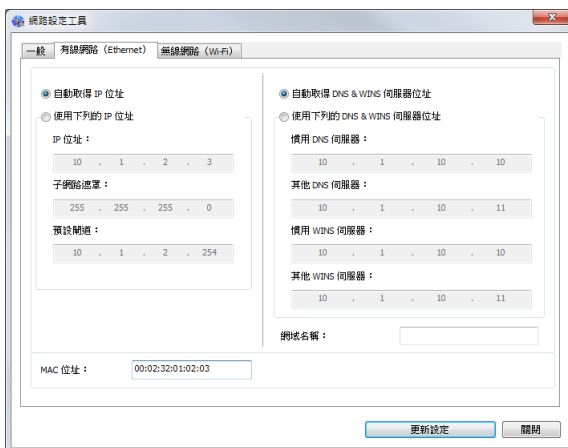 網路設定工具
一般 有線網路 (Ethernet) 無線網路 (Wi-Fi)
自動取得 IP 位址
使用下列的 IP 位址
IP 位址：
10 . 1 . 2 . 3
子網路遮罩：
255 . 255 . 255 . 0
預設閘道：
10 . 1 . 2 . 254
自動取得 DNS & WINS 伺服器位址
使用下列的 DNS & WINS 伺服器位址
慣用 DNS 伺服器：
10 . 1 . 10 . 10
其他 DNS 伺服器：
10 . 1 . 10 . 11
慣用 WINS 伺服器：
10 . 1 . 10 . 10
其他 WINS 伺服器：
10 . 1 . 10 . 11
網域名稱：
MAC 位址： 00:02:32:01:02:03
更新設定 關閉